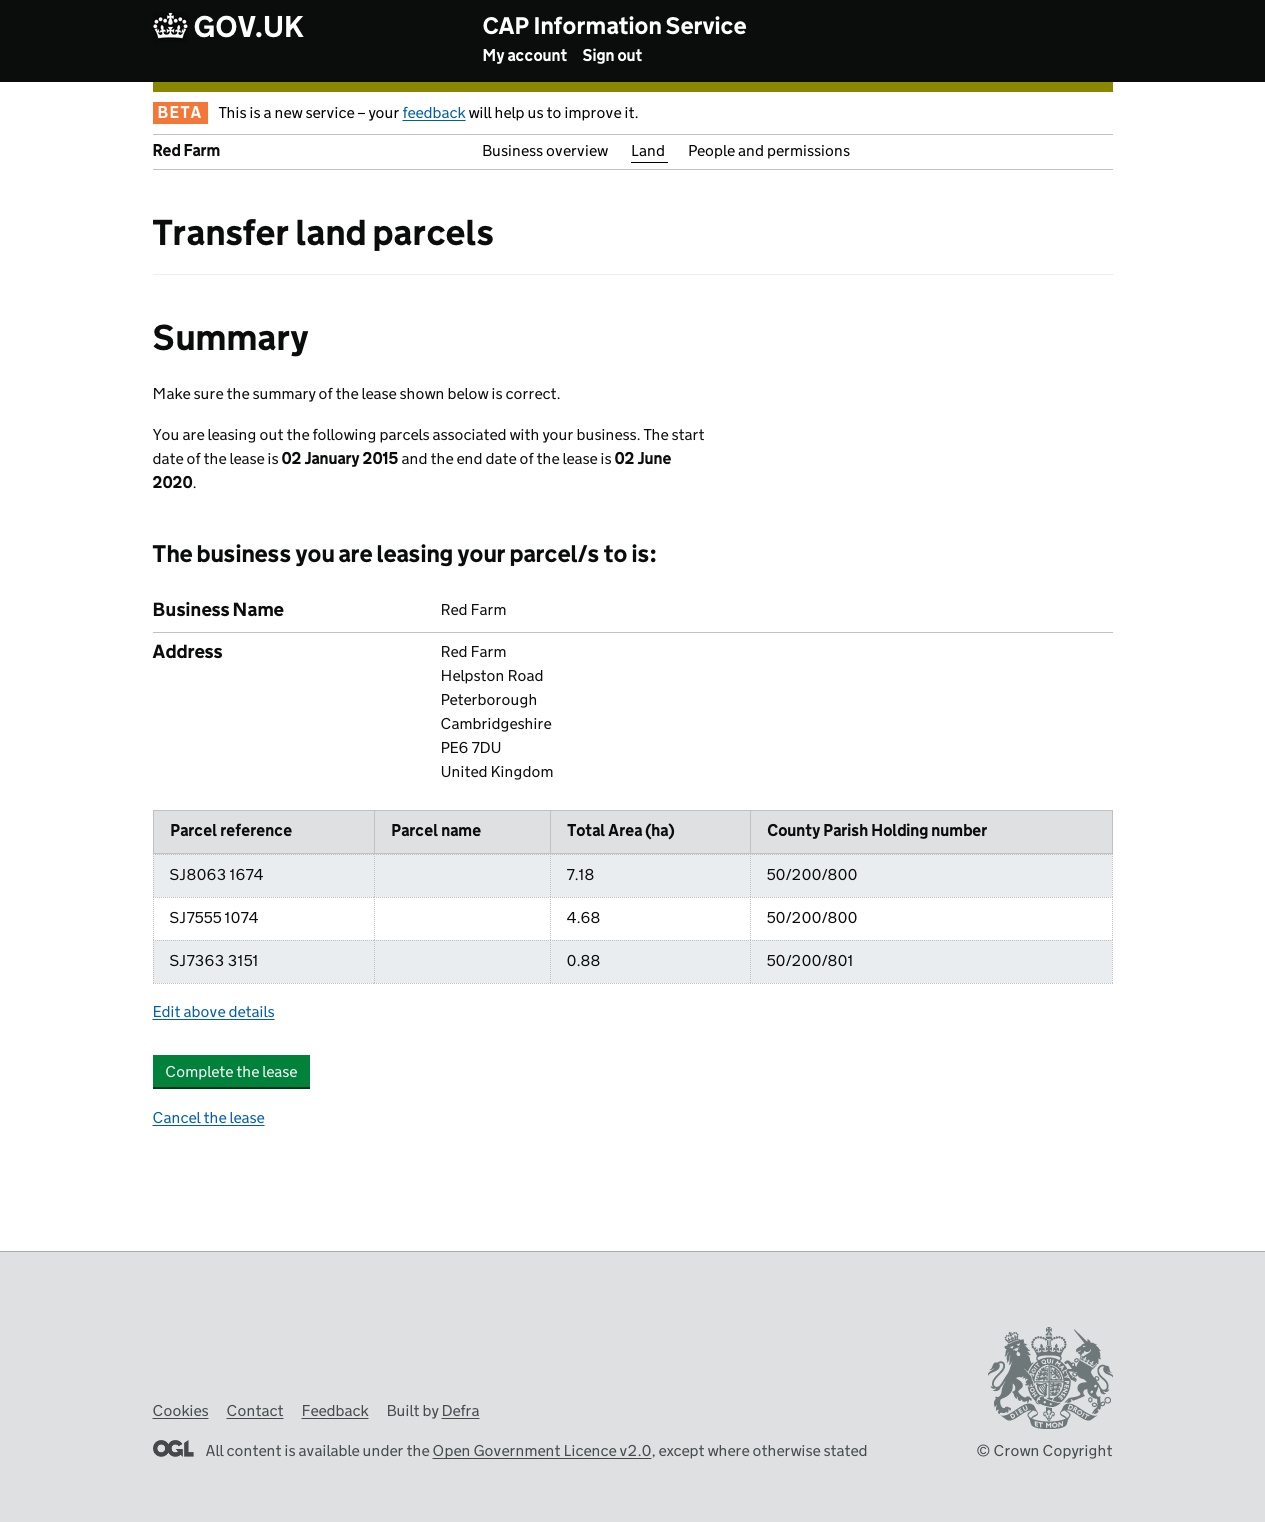 GOV.UK
CAP Information Service
My account Sign out
BETA This is a new service – your feedback will help us to improve it.
Red Farm Business overview Land People and permissions
Transfer land parcels
Summary
Make sure the summary of the lease shown below is correct.
You are leasing out the following parcels associated with your business. The start
date of the lease is 02 January 2015 and the end date of the lease is 02 June
2020.
The business you are leasing your parcel/s to is:
Business Name Red Farm
Address Red Farm
Helpston Road
Peterborough
Cambridgeshire
PE6 7DU
United Kingdom
Parcel reference Parcel name Total Area (ha) County Parish Holding number
SJ8063 1674 7.18 50/200/800
SJ7555 1074 4.68 50/200/800
SJ7363 3151 0.88 50/200/801
Edit above details
Complete the lease
Cancel the lease
Cookies Contact Feedback Built by Defra
OGL All content is available under the Open Government Licence v2.0, except where otherwise stated
DIEU ET MON DROIT
© Crown Copyright